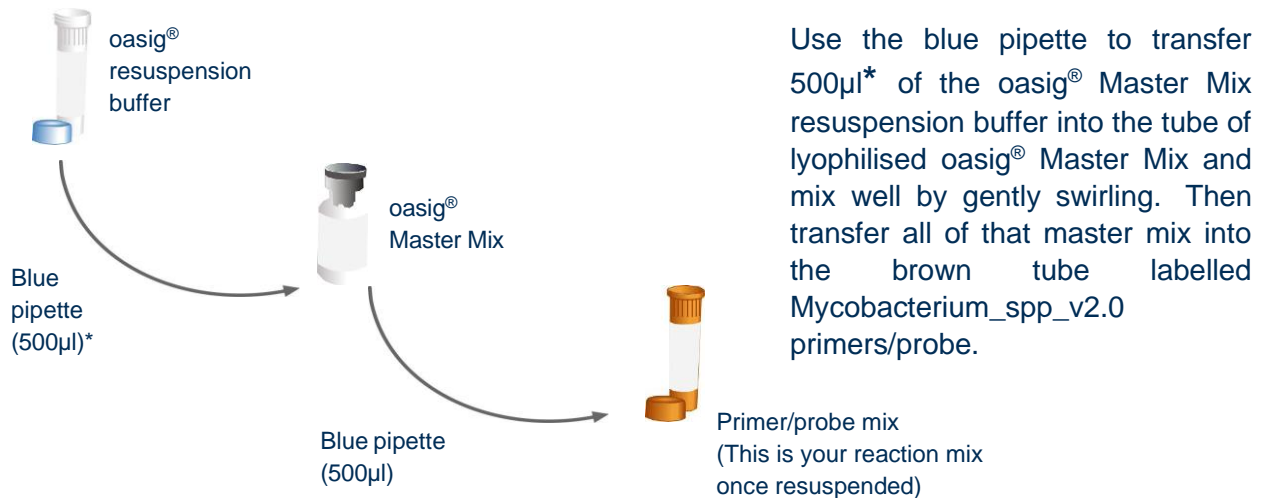 oasig®
resuspension
buffer
Use the blue pipette to transfer
500µl* of the oasig® Master Mix
resuspension buffer into the tube of
lyophilised oasig® Master Mix and
mix well by gently swirling. Then
transfer all of that master mix into
the brown tube labelled
Mycobacterium_spp_v2.0
primers/probe.
oasig®
Master Mix
Blue
pipette
(500µl)*
Blue pipette
(500µl)
Primer/probe mix
(This is your reaction mix
once resuspended)